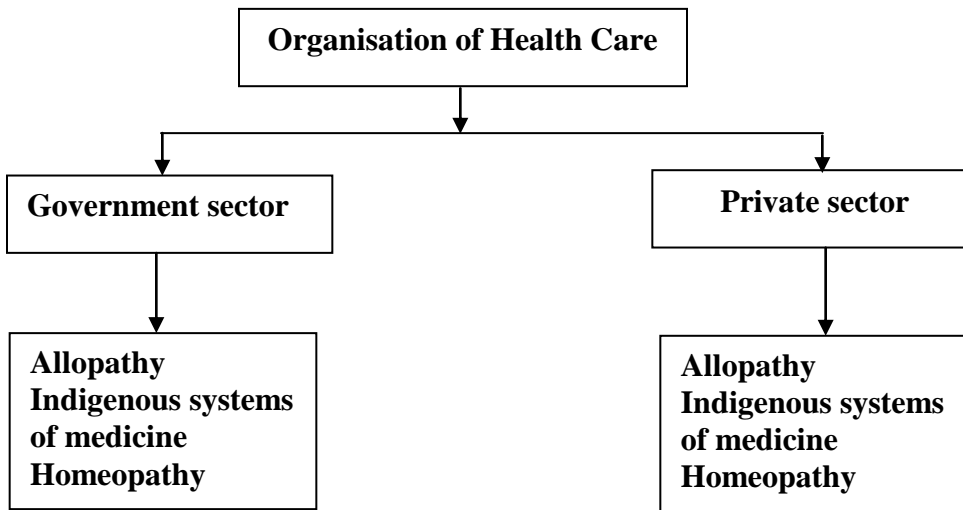 Organisation of Health Care
Government sector
Private sector
Allopathy
Indigenous systems
of medicine
Homeopathy
Allopathy
Indigenous systems
of medicine
Homeopathy